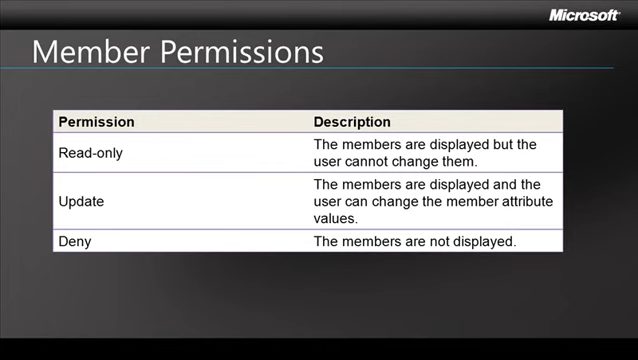 Microsoft
Member Permissions
Permission Description
Read-only
The members are displayed but the
user cannot change them.
Update
The members are displayed and the
user can change the member attribute
values.
Deny
The members are not displayed.